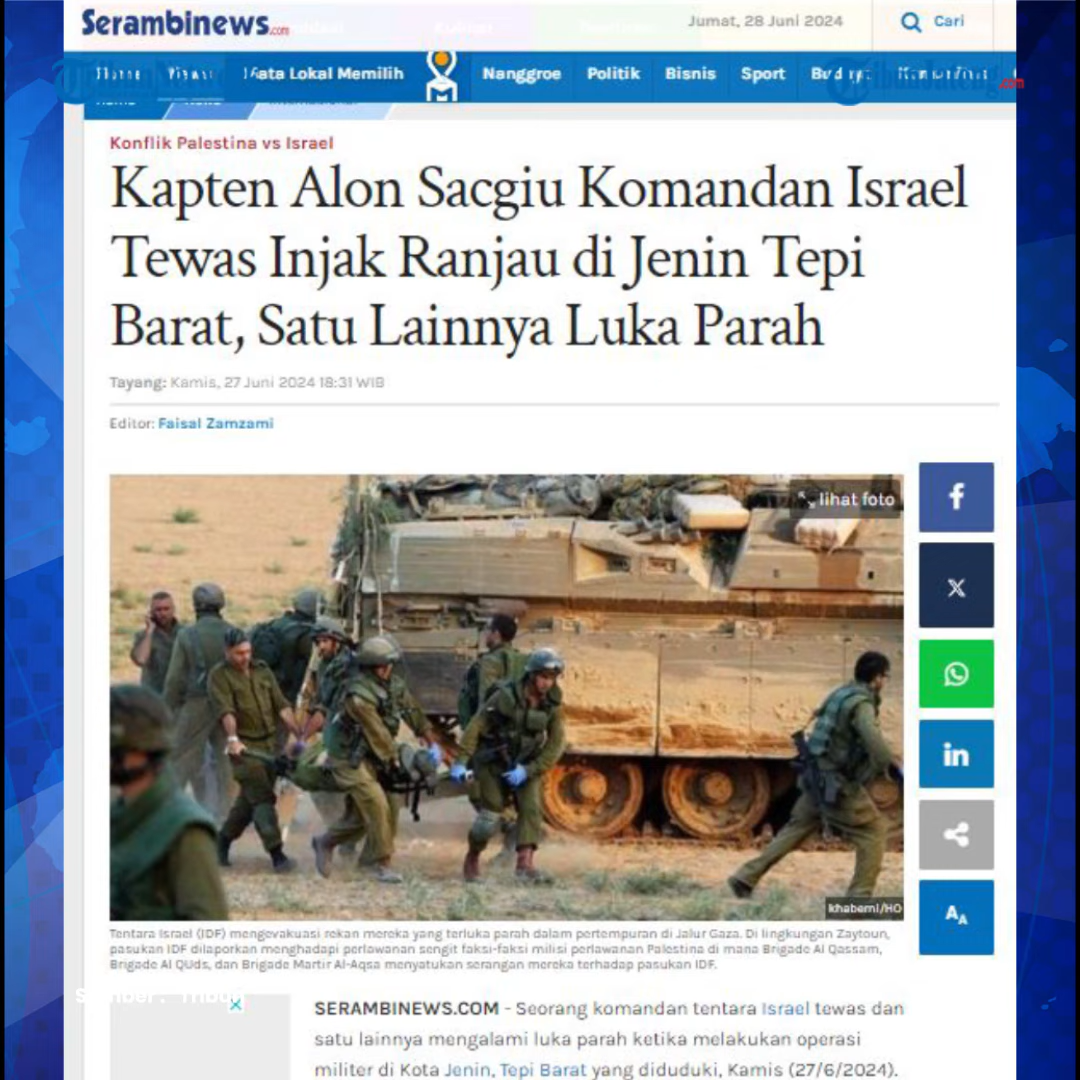 Serambinews.com
Jumat, 28 Juni 2024
Cari
Mata Lokal Memilih Nanggroe Politik Bisnis Sport
Konflik Palestina vs Israel
Kapten Alon Sacgiu Komandan Israel
Tewas Injak Ranjau di Jenin Tepi
Barat, Satu Lainnya Luka Parah
Tayang: Kamis, 27 Juni 2024 18:31 WIB
Editor: Faisal Zamzami
lihat foto
khaberni/HO
Tentara Israel (IDF) mengevakuasi rekan mereka yang terluka parah dalam pertempuran di Jalur Gaza. Di lingkungan Zaytoun,
pasukan IDF dilaporkan menghadapi perlawanan sengit faksi-faksi milisi perlawanan Palestina di mana Brigade Al Qassam,
Brigade Al QUds, dan Brigade Martir Al-Aqsa menyatukan serangan mereka terhadap pasukan IDF.
SERAMBINEWS.COM - Seorang komandan tentara Israel tewas dan
satu lainnya mengalami luka parah ketika melakukan operasi
militer di Kota Jenin, Tepi Barat yang diduduki, Kamis (27/6/2024).